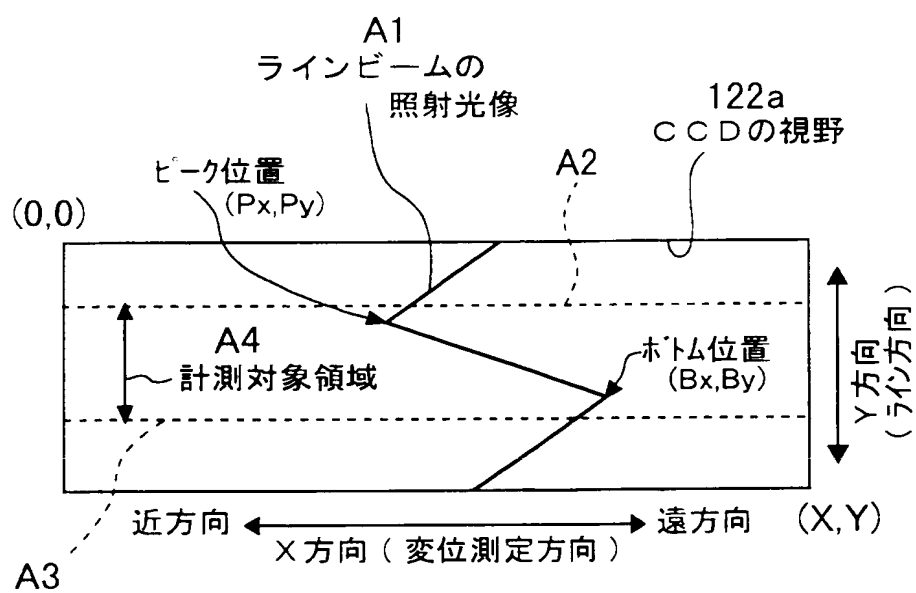 A1
ラインビームの
照射光像
122a
CCDの視野
ピーク位置
(Px,Py)
A2
(0,0)
A4
計測対象領域
ボトム位置
(Bx,By)
Y方向
(ライン方向)
近方向
遠方向
(X,Y)
X方向(変位測定方向)
A3